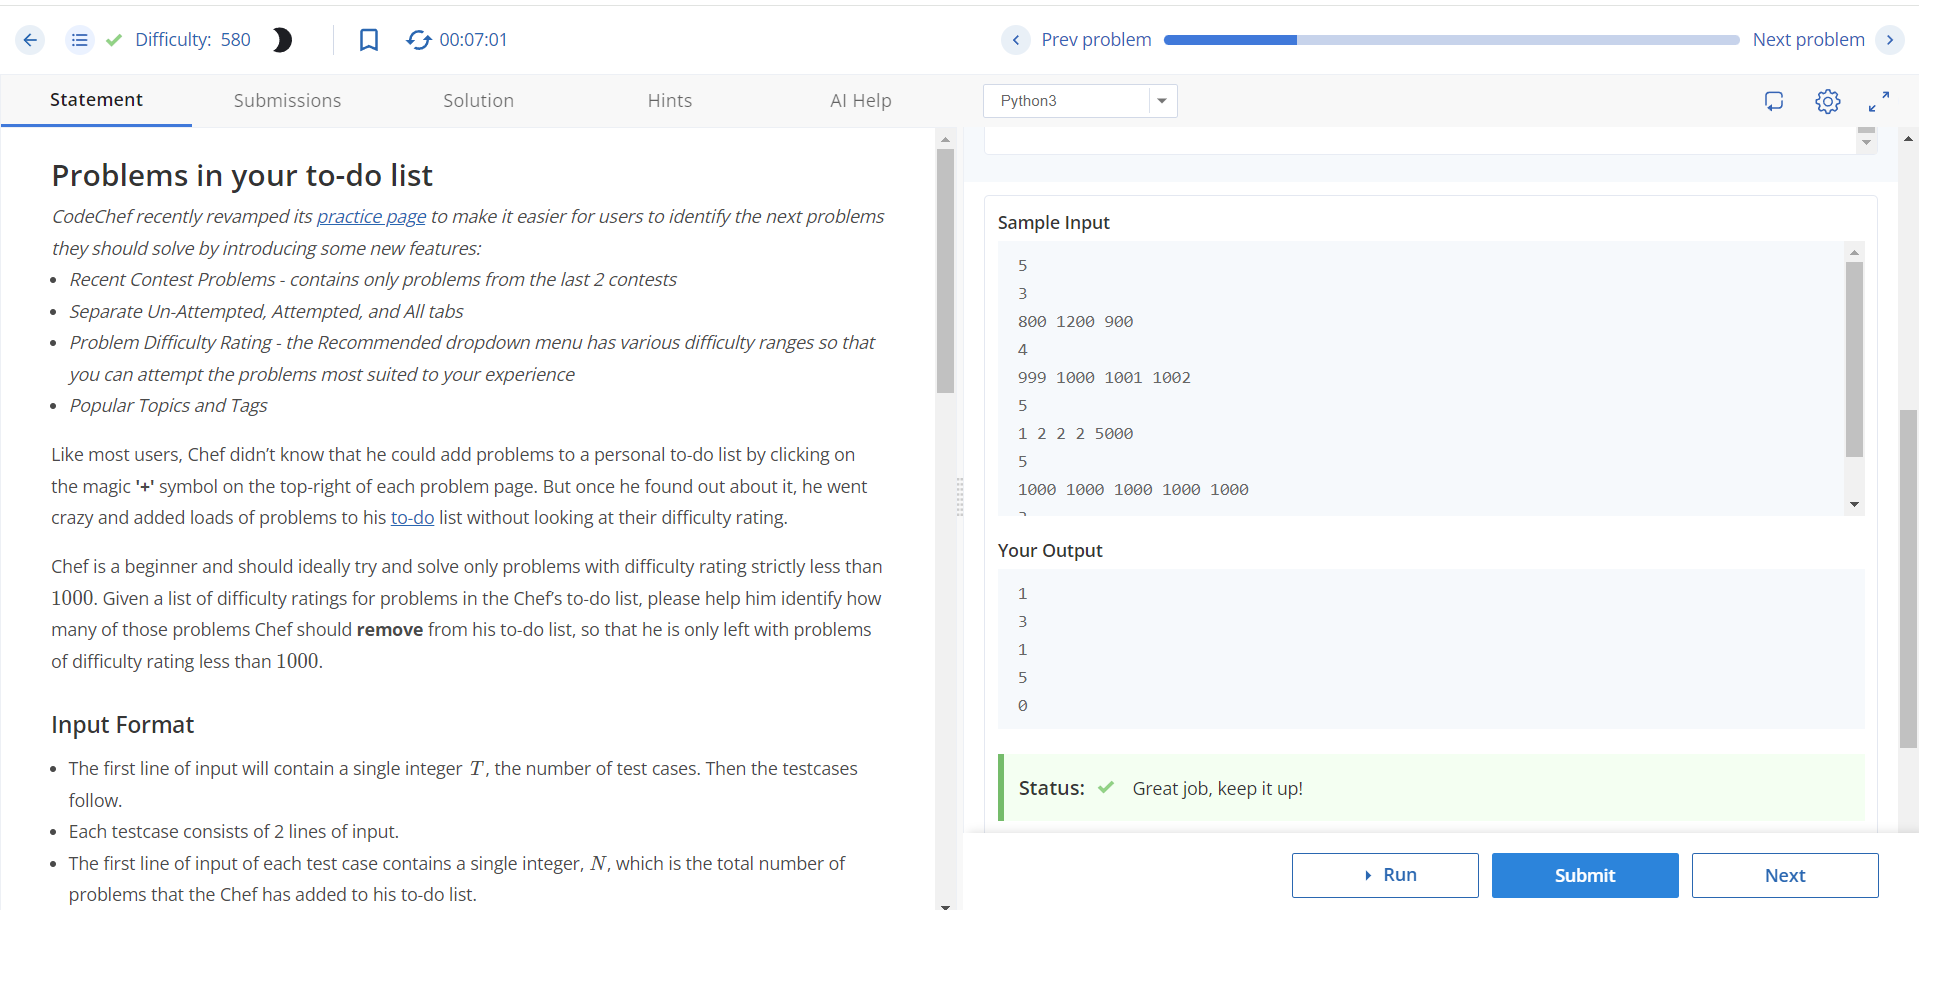 Difficulty: 580
00:07:01
Prev problem
Next problem
Statement
Submissions
Solution
Hints
AI Help
Python3
Problems in your to-do list
CodeChef recently revamped its practice page to make it easier for users to identify the next problems
they should solve by introducing some new features:
• Recent Contest Problems - contains only problems from the last 2 contests
• Separate Un-Attempted, Attempted, and All tabs
• Problem Difficulty Rating - the Recommended dropdown menu has various difficulty ranges so that
you can attempt the problems most suited to your experience
• Popular Topics and Tags
Like most users, Chef didn’t know that he could add problems to a personal to-do list by clicking on
the magic '+' symbol on the top-right of each problem page. But once he found out about it, he went
crazy and added loads of problems to his to-do list without looking at their difficulty rating.
Chef is a beginner and should ideally try and solve only problems with difficulty rating strictly less than
1000. Given a list of difficulty ratings for problems in the Chef’s to-do list, please help him identify how
many of those problems Chef should remove from his to-do list, so that he is only left with problems
of difficulty rating less than 1000.
Input Format
• The first line of input will contain a single integer T, the number of test cases. Then the testcases
follow.
• Each testcase consists of 2 lines of input.
• The first line of input of each test case contains a single integer, N, which is the total number of
problems that the Chef has added to his to-do list.
Sample Input
5
3
800 1200 900
4
999 1000 1001 1002
5
1 2 2 2 5000
5
1000 1000 1000 1000 1000
Your Output
1
3
1
5
0
Status: Great job, keep it up!
Run
Submit
Next